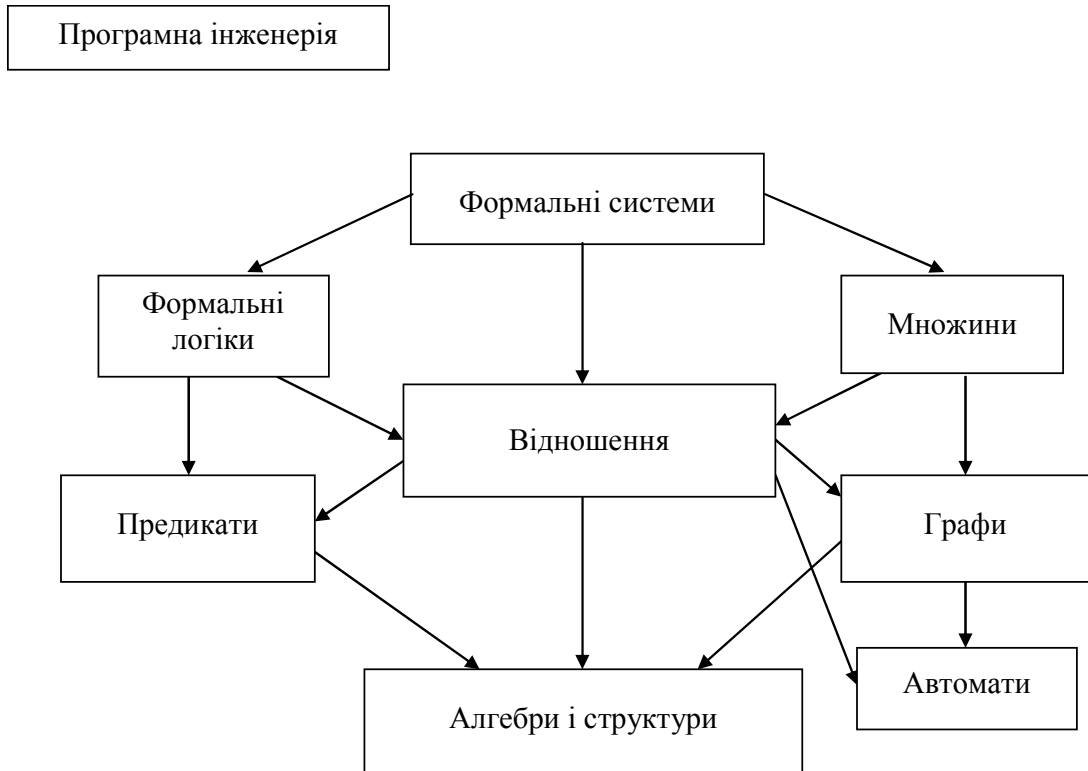 Програмна інженерія
Формальні системи
Формальні
логіки
Множини
Відношення
Предикати
Графи
Автомати
Алгебри і структури